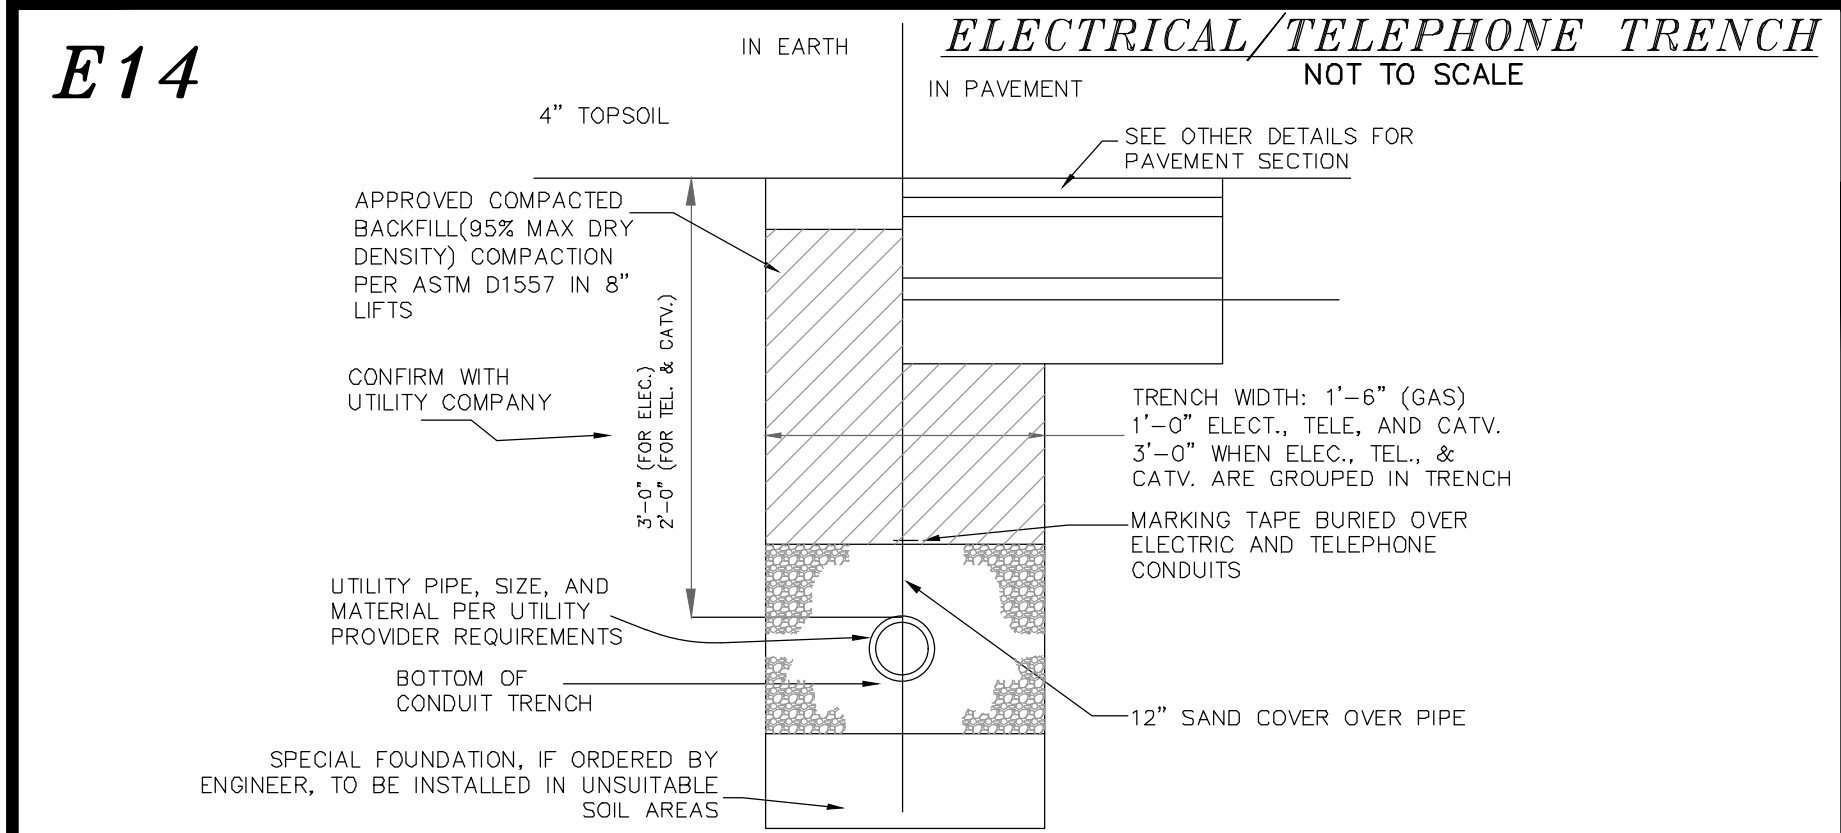 E14
IN EARTH
ELECTRICAL/TELEPHONE TRENCH
NOT TO SCALE
IN PAVEMENT
4” TOPSOIL
SEE OTHER DETAILS FOR
PAVEMENT SECTION
APPROVED COMPACTED
BACKFILL(95% MAX DRY
DENSITY) COMPACTION
PER ASTM D1557 IN 8”
LIFTS
CONFIRM WITH
UTILITY COMPANY
3’-0” (FOR ELEC.)
2’-0” (FOR TEL. & CATV.)
TRENCH WIDTH: 1’-6” (GAS)
1’-0” ELECT., TELE, AND CATV.
3’-0” WHEN ELEC., TEL., &
CATV. ARE GROUPED IN TRENCH
MARKING TAPE BURIED OVER
ELECTRIC AND TELEPHONE
CONDUITS
UTILITY PIPE, SIZE, AND
MATERIAL PER UTILITY
PROVIDER REQUIREMENTS
BOTTOM OF
CONDUIT TRENCH
12” SAND COVER OVER PIPE
SPECIAL FOUNDATION, IF ORDERED BY
ENGINEER, TO BE INSTALLED IN UNSUITABLE
SOIL AREAS